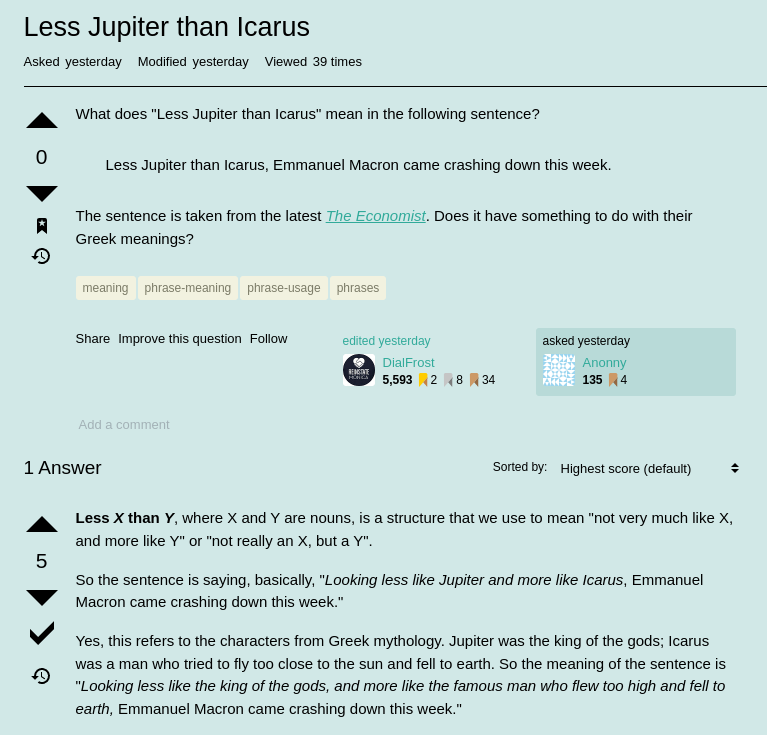 Less Jupiter than Icarus
Asked yesterday Modified yesterday Viewed 39 times
What does "Less Jupiter than Icarus" mean in the following sentence?
0
Less Jupiter than Icarus, Emmanuel Macron came crashing down this week.
The sentence is taken from the latest The Economist. Does it have something to do with their
Greek meanings?
meaning phrase-meaning phrase-usage phrases
Share Improve this question Follow
edited yesterday
DialFrost
5,593 2 8 34
asked yesterday
Anonny
135 4
REINSTATE
MONICA
Add a comment
1 Answer
Sorted by: Highest score (default)
Less X than Y, where X and Y are nouns, is a structure that we use to mean "not very much like X,
and more like Y" or "not really an X, but a Y".
5
So the sentence is saying, basically, "Looking less like Jupiter and more like Icarus, Emmanuel
Macron came crashing down this week."
Yes, this refers to the characters from Greek mythology. Jupiter was the king of the gods; Icarus
was a man who tried to fly too close to the sun and fell to earth. So the meaning of the sentence is
"Looking less like the king of the gods, and more like the famous man who flew too high and fell to
earth, Emmanuel Macron came crashing down this week."